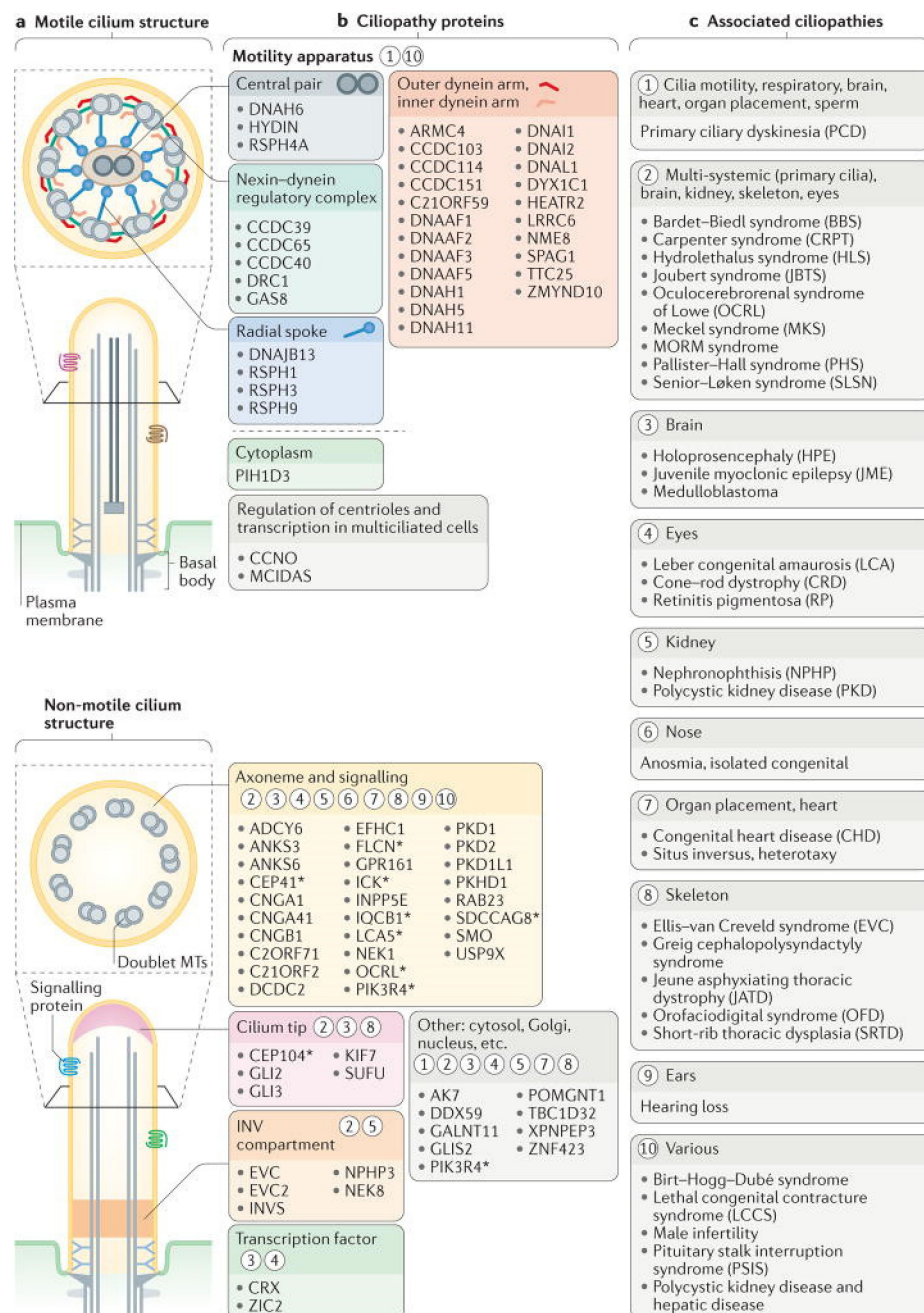 a Motile cilium structure
b Ciliopathy proteins
c Associated ciliopathies
Motility apparatus 1 10
Central pair
• DNAH6
• HYDIN
• RSPH4A
Nexin–dynein
regulatory complex
• CCDC39
• CCDC65
• CCDC40
• DRC1
• GAS8
Radial spoke
• DNAJB13
• RSPH1
• RSPH3
• RSPH9
Outer dynein arm,
inner dynein arm
• ARMC4
• CCDC103
• CCDC114
• CCDC151
• C21ORF59
• DNAAF1
• DNAAF2
• DNAAF3
• DNAAF5
• DNAH1
• DNAH5
• DNAH11
• DNAI1
• DNAI2
• DNAL1
• DYX1C1
• HEATR2
• LRRC6
• NME8
• SPAG1
• TTC25
• ZMYND10
Cytoplasm
PIH1D3
Regulation of centrioles and
transcription in multiciliated cells
• CCNO
• MCIDAS
Basal
body
Plasma
membrane
Non-motile cilium
structure
Doublet MTs
Signalling
protein
Axoneme and signalling
2 3 4 5 6 7 8 9 10
• ADCY6
• ANKS3
• ANKS6
• CEP41*
• CNGA1
• CNGA41
• CNGB1
• C2ORF71
• C21ORF2
• DCDC2
• EFHC1
• FLCN*
• GPR161
• ICK*
• INPP5E
• IQCB1*
• LCA5*
• NEK1
• OCRL*
• PIK3R4*
• PKD1
• PKD2
• PKD1L1
• PKHD1
• RAB23
• SDCCAG8*
• SMO
• USP9X
Cilium tip 2 3 8
• CEP104*
• GLI2
• GLI3
• KIF7
• SUFU
INV
compartment 2 5
• EVC
• EVC2
• INVS
• NPHP3
• NEK8
Transcription factor
3 4
• CRX
• ZIC2
Other: cytosol, Golgi,
nucleus, etc.
1 2 3 4 5 7 8
• AK7
• DDX59
• GALNT11
• GLIS2
• PIK3R4*
• POMGNT1
• TBC1D32
• XPNPEP3
• ZNF423
1 Cilia motility, respiratory, brain,
heart, organ placement, sperm
Primary ciliary dyskinesia (PCD)
2 Multi-systemic (primary cilia),
brain, kidney, skeleton, eyes
• Bardet–Biedl syndrome (BBS)
• Carpenter syndrome (CRPT)
• Hydrolethalus syndrome (HLS)
• Joubert syndrome (JBTS)
• Oculocerebrorenal syndrome
of Lowe (OCRL)
• Meckel syndrome (MKS)
• MORM syndrome
• Pallister–Hall syndrome (PHS)
• Senior–Løken syndrome (SLSN)
3 Brain
• Holoprosencephaly (HPE)
• Juvenile myoclonic epilepsy (JME)
• Medulloblastoma
4 Eyes
• Leber congenital amaurosis (LCA)
• Cone–rod dystrophy (CRD)
• Retinitis pigmentosa (RP)
5 Kidney
• Nephronophthisis (NPHP)
• Polycystic kidney disease (PKD)
6 Nose
Anosmia, isolated congenital
7 Organ placement, heart
• Congenital heart disease (CHD)
• Situs inversus, heterotaxy
8 Skeleton
• Ellis–van Creveld syndrome (EVC)
• Greig cephalopolysyndactyly
syndrome
• Jeune asphyxiating thoracic
dystrophy (JATD)
• Orofaciodigital syndrome (OFD)
• Short-rib thoracic dysplasia (SRTD)
9 Ears
Hearing loss
10 Various
• Birt–Hogg–Dubé syndrome
• Lethal congenital contracture
syndrome (LCCS)
• Male infertility
• Pituitary stalk interruption
syndrome (PSIS)
• Polycystic kidney disease and
hepatic disease